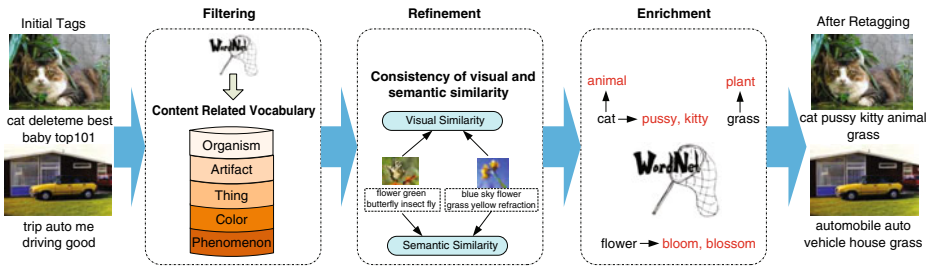 Initial Tags
cat deleteme best
baby top101
trip auto me
driving good
Filtering
WordNet
Content Related Vocabulary
Organism
Artifact
Thing
Color
Phenomenon
Refinement
Consistency of visual and
semantic similarity
Visual Similarity
flower green
butterfly insect fly
blue sky flower
grass yellow refraction
Semantic Similarity
Enrichment
animal
plant
cat
pussy, kitty
grass
WordNet
flower
bloom, blossom
After Retagging
cat pussy kitty animal
grass
automobile auto
vehicle house grass